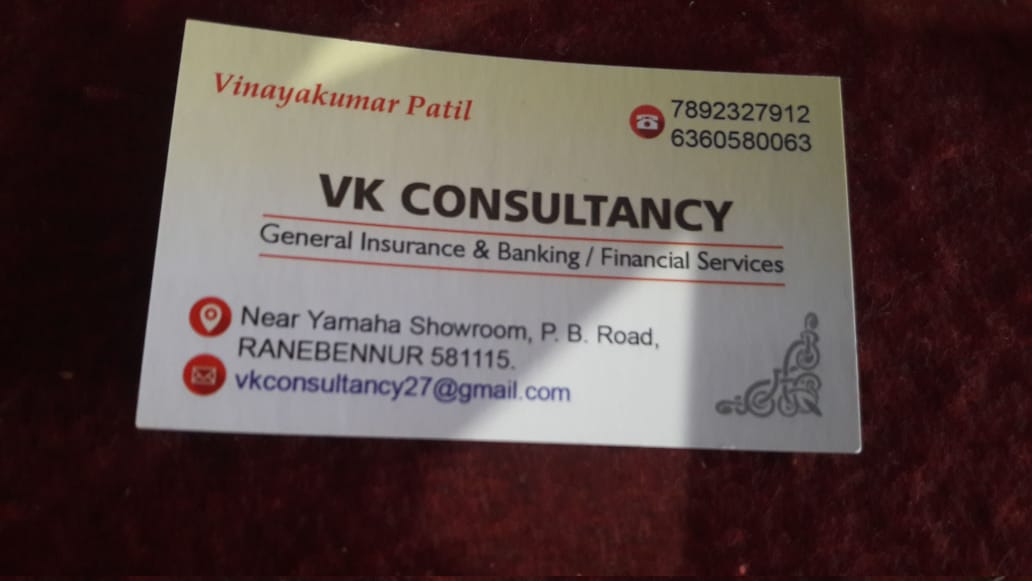 Vinayakumar Patil
7892327912
6360580063
VK CONSULTANCY
General Insurance & Banking / Financial Services
Near Yamaha Showroom, P. B. Road,
RANEBENNUR 581115.
vkconsultancy27@gmail.com